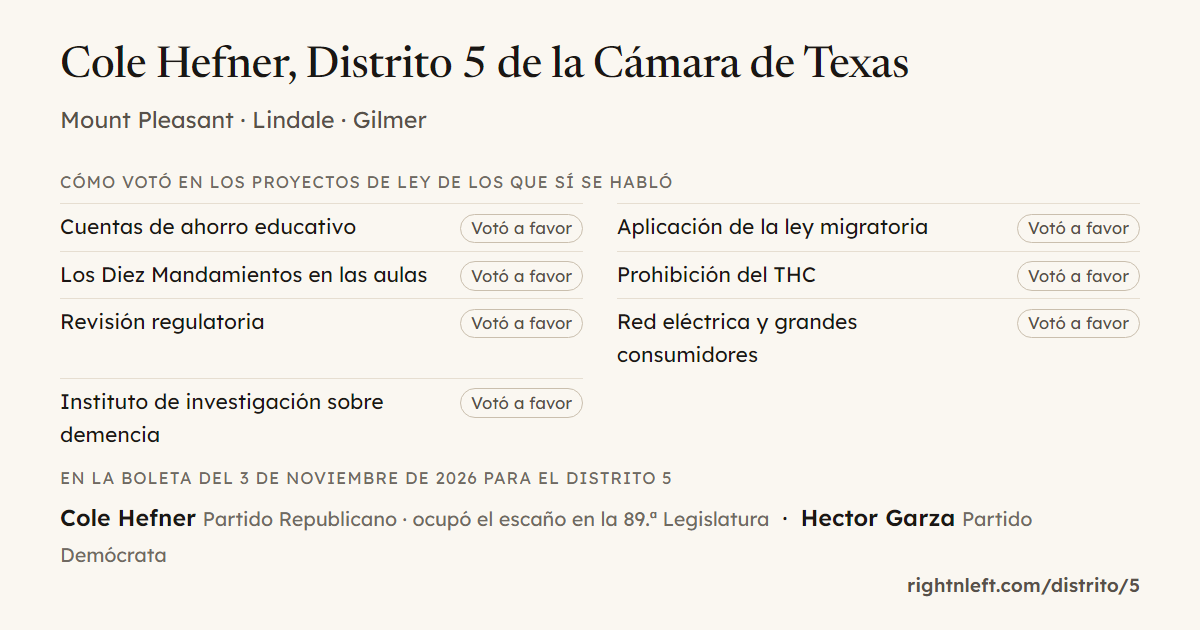 Cole Hefner, Distrito 5 de la Cámara de Texas
Mount Pleasant · Lindale · Gilmer
CÓMO VOTÓ EN LOS PROYECTOS DE LEY DE LOS QUE SÍ SE HABLÓ
Cuentas de ahorro educativo Votó a favor
Aplicación de la ley migratoria Votó a favor
Los Diez Mandamientos en las aulas Votó a favor
Prohibición del THC Votó a favor
Revisión regulatoria Votó a favor
Red eléctrica y grandes Votó a favor
consumidores
Instituto de investigación sobre Votó a favor
demencia
EN LA BOLETA DEL 3 DE NOVIEMBRE DE 2026 PARA EL DISTRITO 5
Cole Hefner Partido Republicano · ocupó el escaño en la 89.ª Legislatura · Hector Garza Partido
Demócrata
rightnleft.com/distrito/5